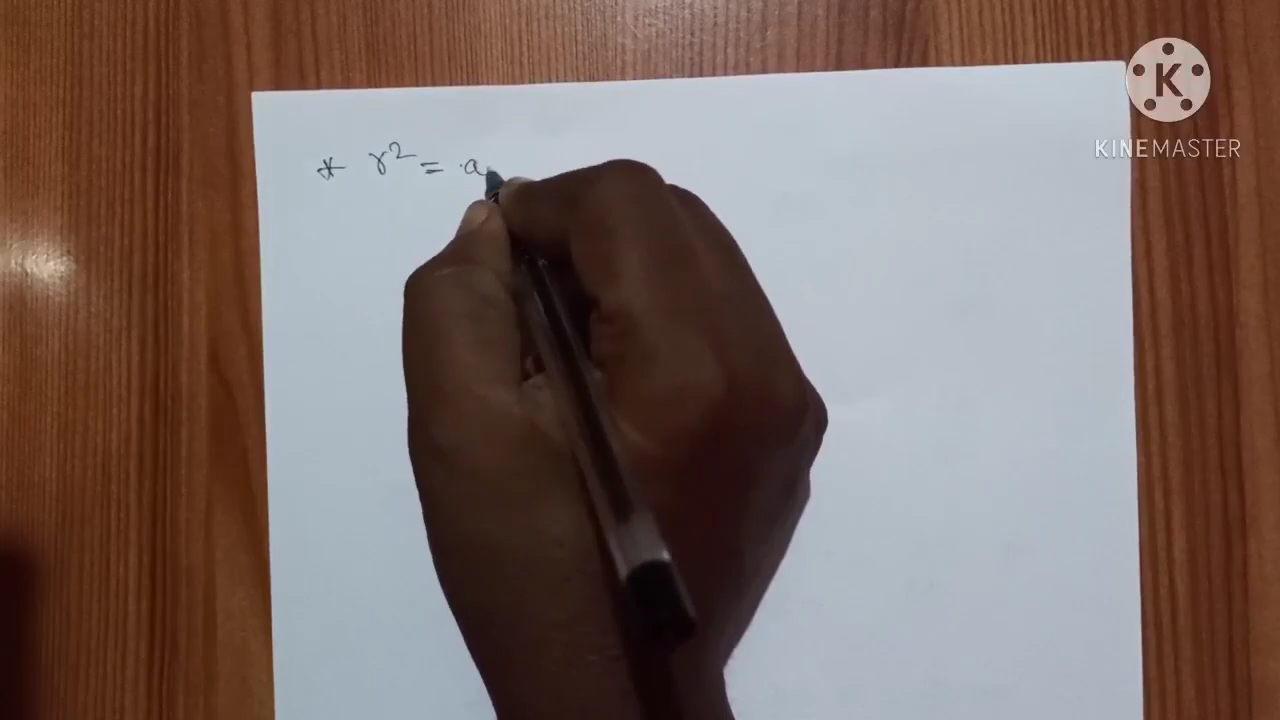 * r² = a
K
KINEMASTER